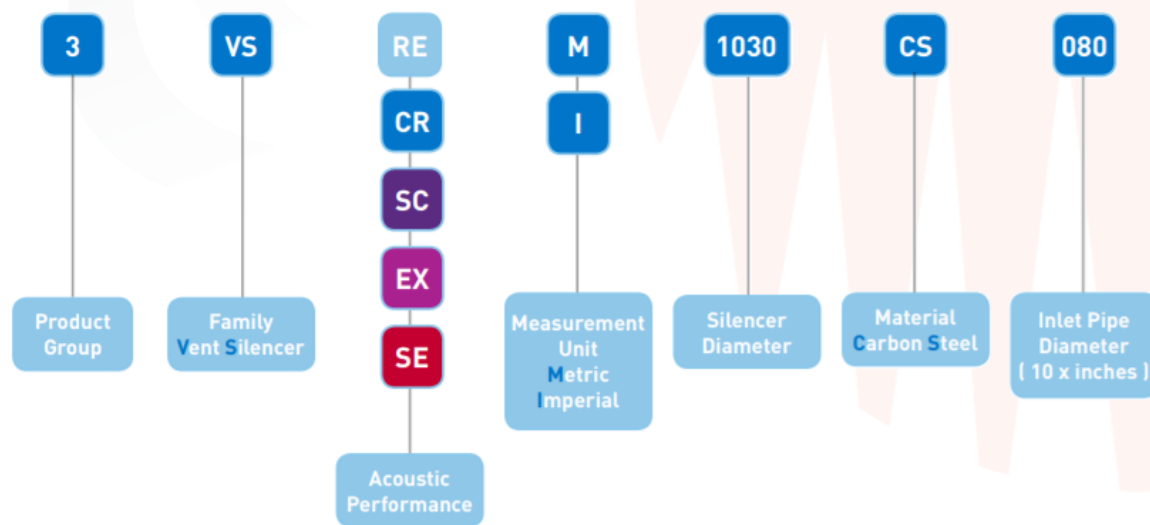 3
VS
RE
M
1030
CS
080
CR
I
SC
EX
SE
Product
Group
Family
Vent Silencer
Measurement
Unit
Metric
Imperial
Silencer
Diameter
Material
Carbon Steel
Inlet Pipe
Diameter
( 10 x inches )
Acoustic
Performance